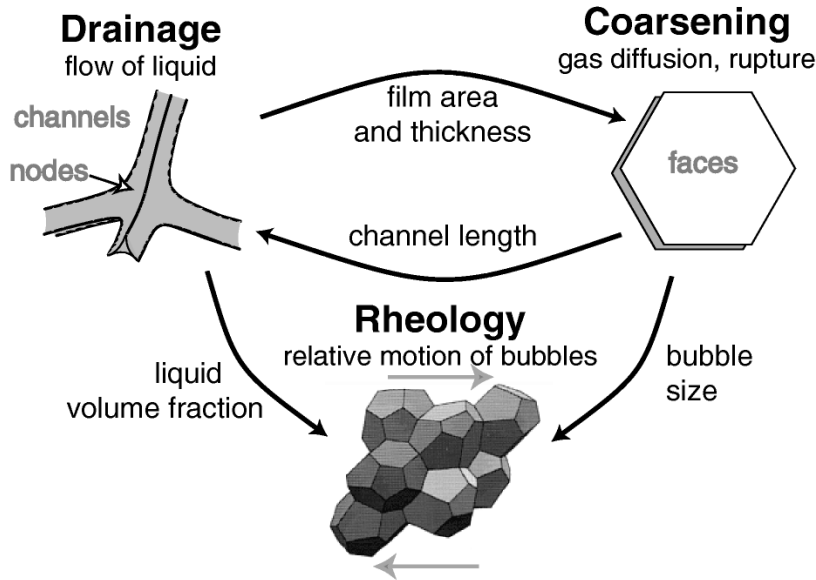 Drainage
flow of liquid
channels
nodes
Coarsening
gas diffusion, rupture
faces
film area
and thickness
channel length
Rheology
relative motion of bubbles
liquid
volume fraction
bubble
size